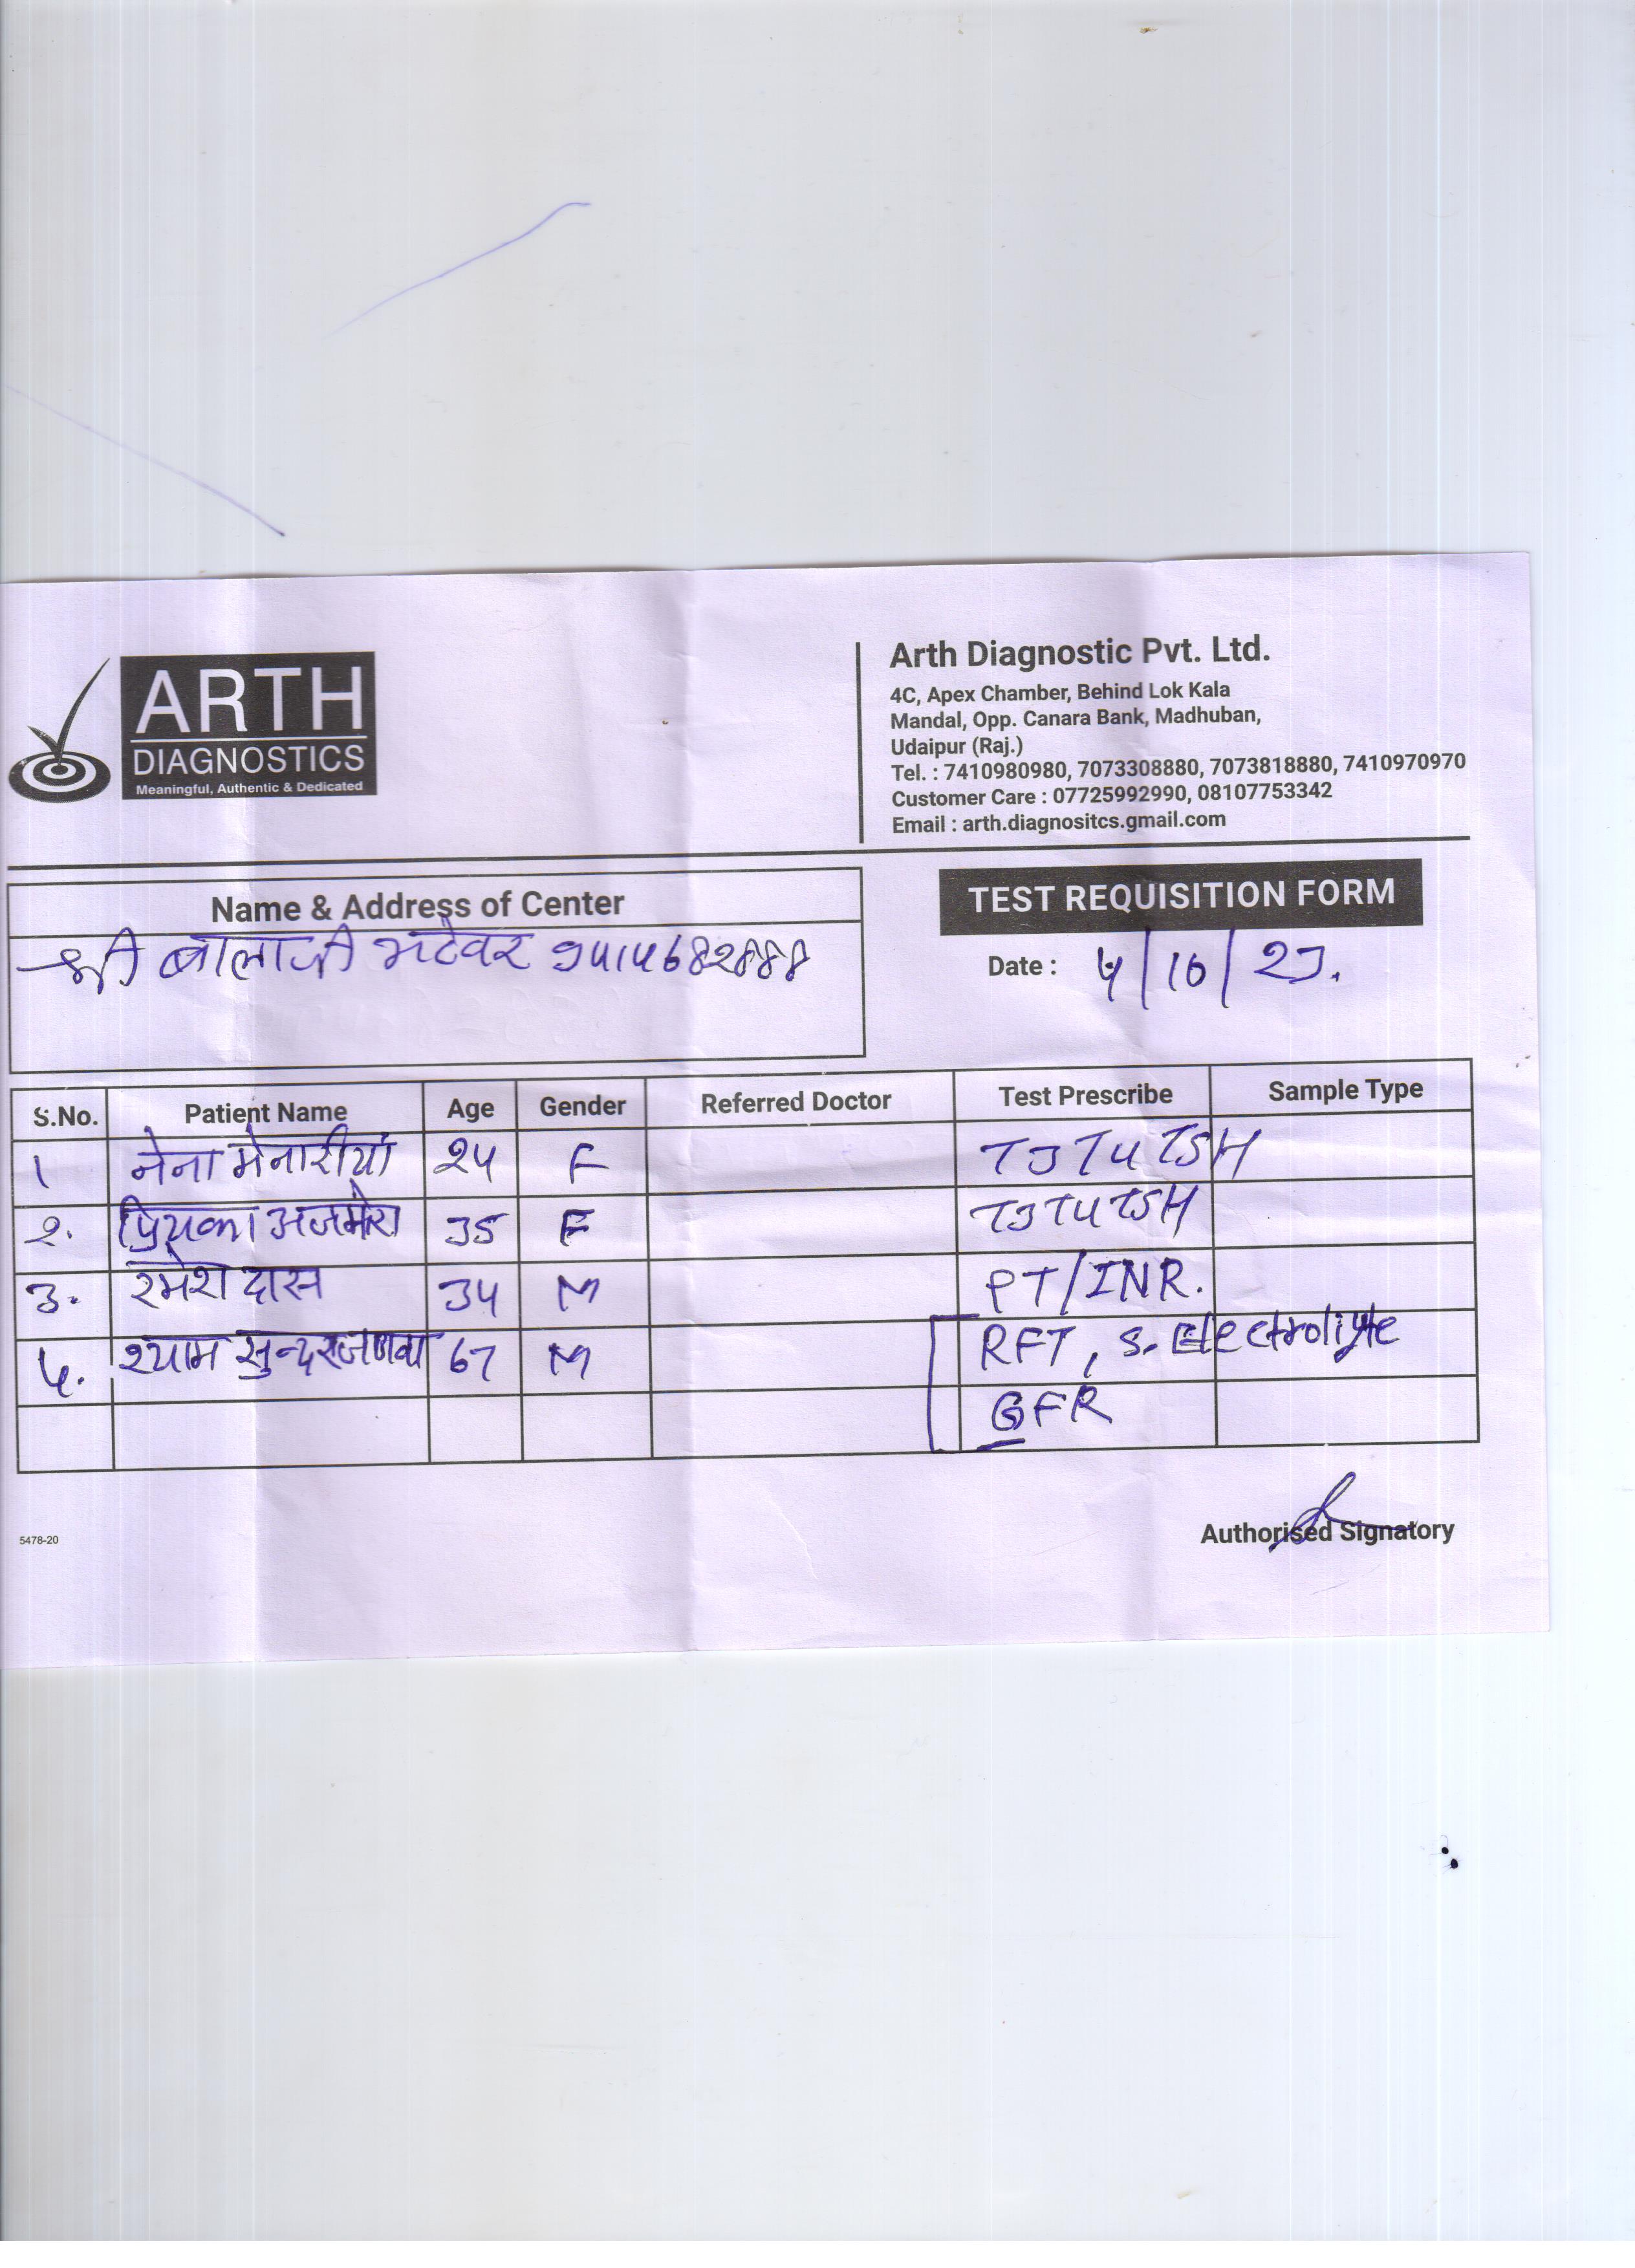 ARTH
DIAGNOSTICS
Meaningful, Authentic & Dedicated
Arth Diagnostic Pvt. Ltd.
4C, Apex Chamber, Behind Lok Kala
Mandal, Opp. Canara Bank, Madhuban,
Udaipur (Raj.)
Tel. : 7410980980, 7073308880, 7073818880, 7410970970
Customer Care : 07725992990, 08107753342
Email : arth.diagnositcs.gmail.com
Name & Address of Center
श्री बालाजी भटेवर 9414682888
TEST REQUISITION FORM
Date : 4/10/23.
S.No. Patient Name Age Gender Referred Doctor Test Prescribe Sample Type
1 नेना मेनारीयां 24 F T3 T4 TSH
2. प्रियंका अजमेरा 35 F T3 T4 TSH
3. रमेश दास 34 M PT/INR.
4. श्याम सुन्दर 67 M RFT, S. Electroliyte
GFR
5478-20
Authorised Signatory